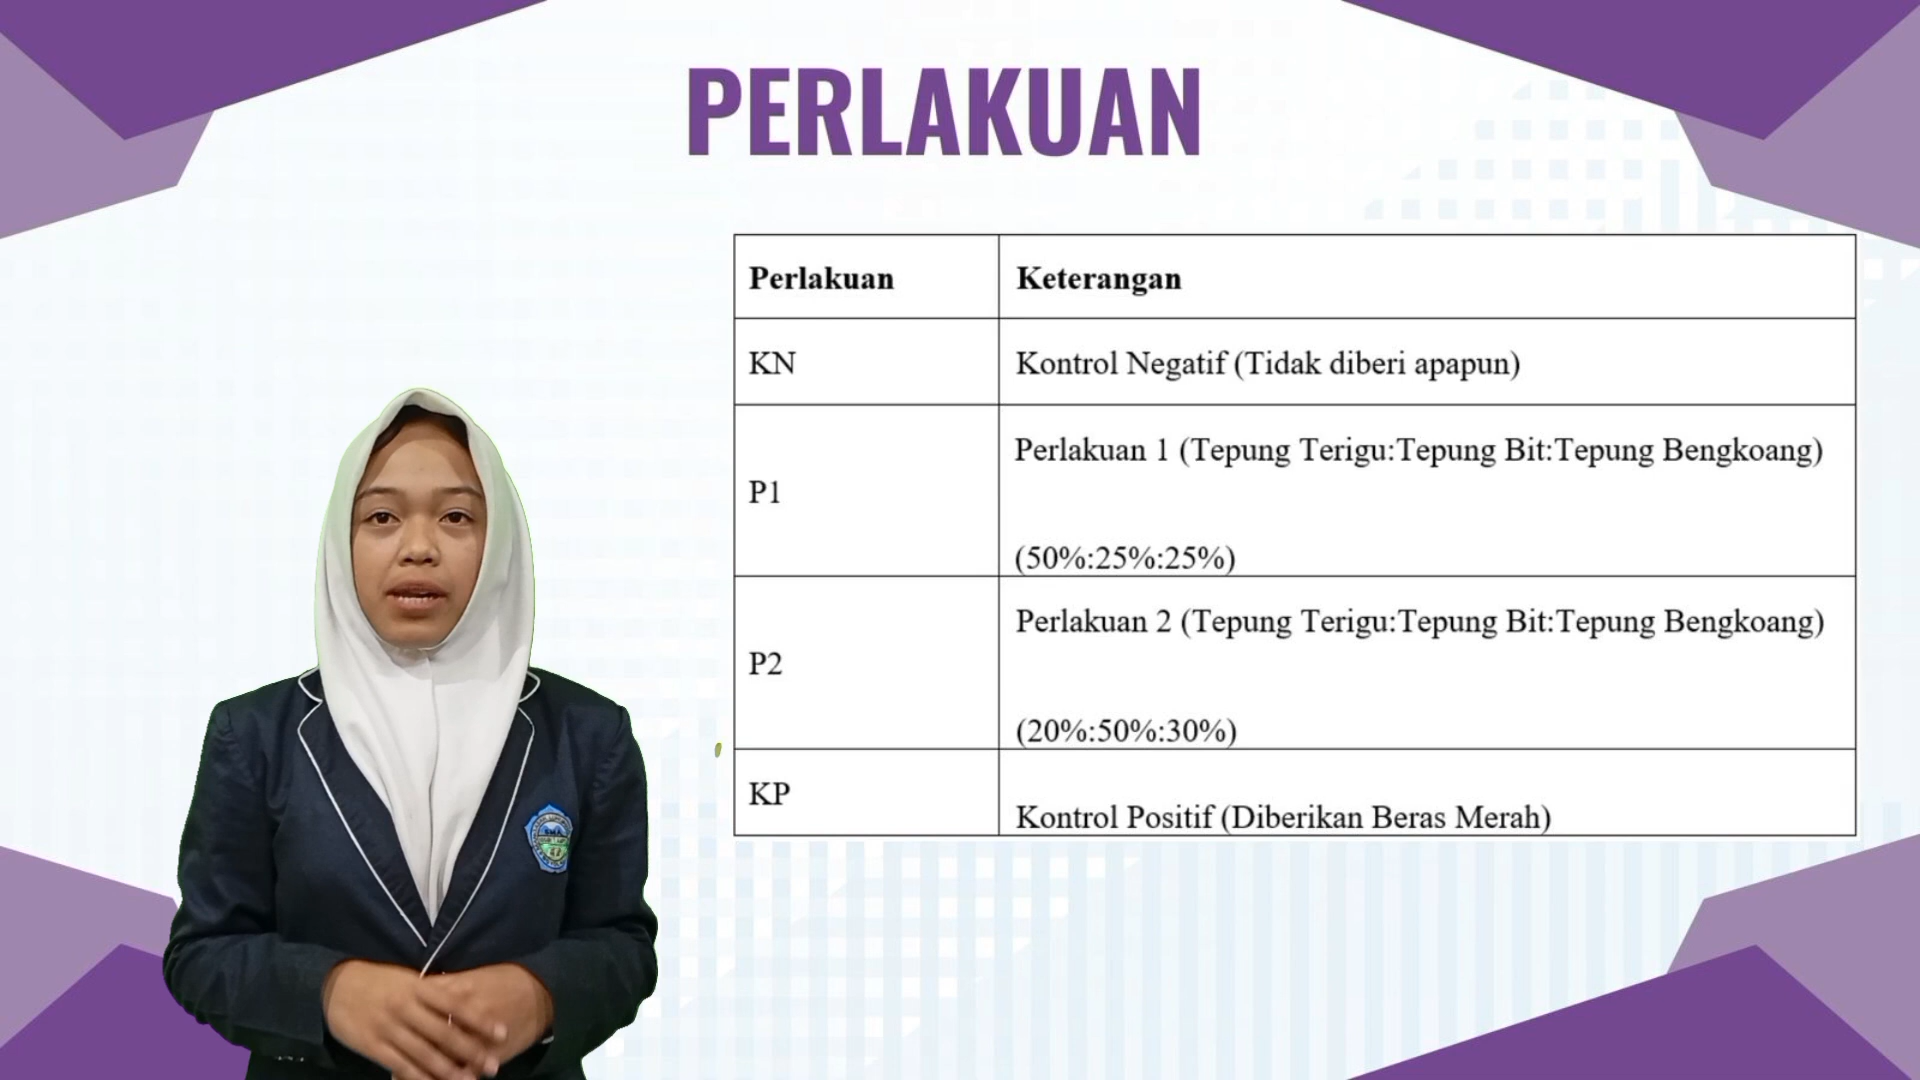 PERLAKUAN
Perlakuan Keterangan
KN Kontrol Negatif (Tidak diberi apapun)
P1 Perlakuan 1 (Tepung Terigu:Tepung Bit:Tepung Bengkoang)
(50%:25%:25%)
P2 Perlakuan 2 (Tepung Terigu:Tepung Bit:Tepung Bengkoang)
(20%:50%:30%)
KP Kontrol Positif (Diberikan Beras Merah)